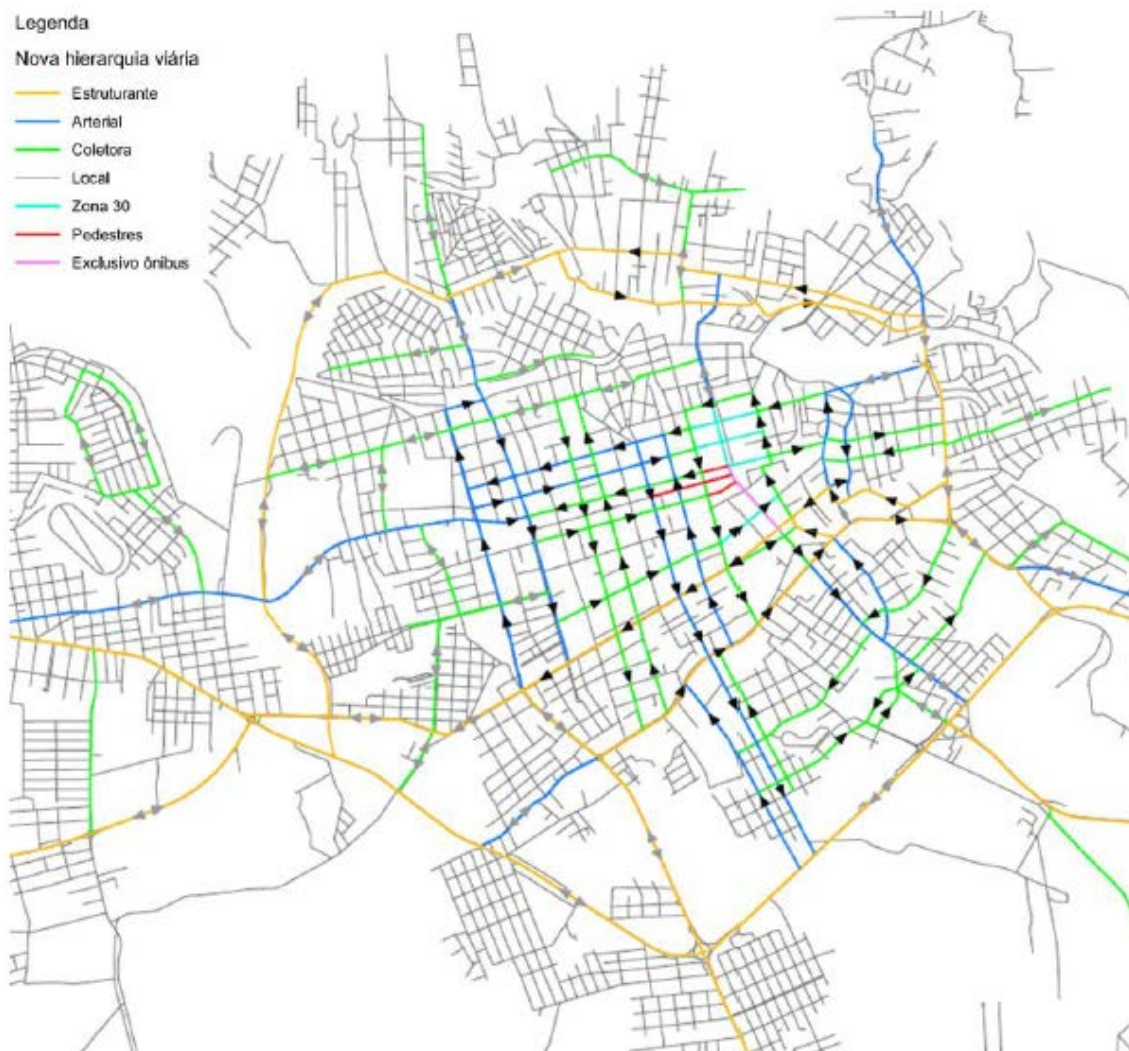 Legenda
Nova hierarquia viária
Estruturante
Arterial
Coletora
Local
Zona 30
Pedestres
Exclusivo ônibus